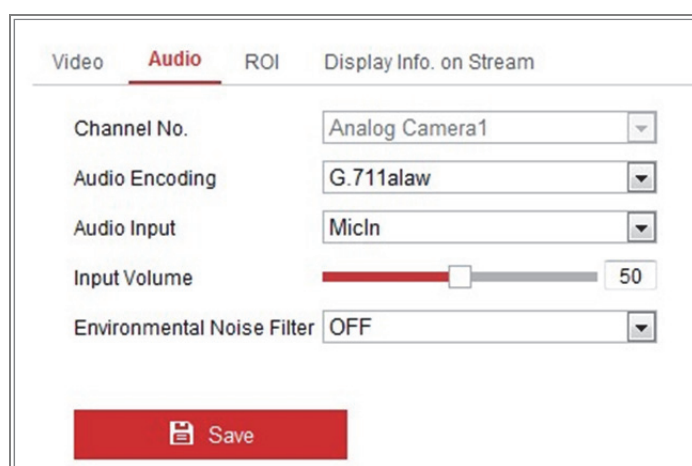 Video Audio ROI Display Info. on Stream
Channel No. Analog Camera1
Audio Encoding G.711alaw
Audio Input MicIn
Input Volume 50
Environmental Noise Filter OFF
Save